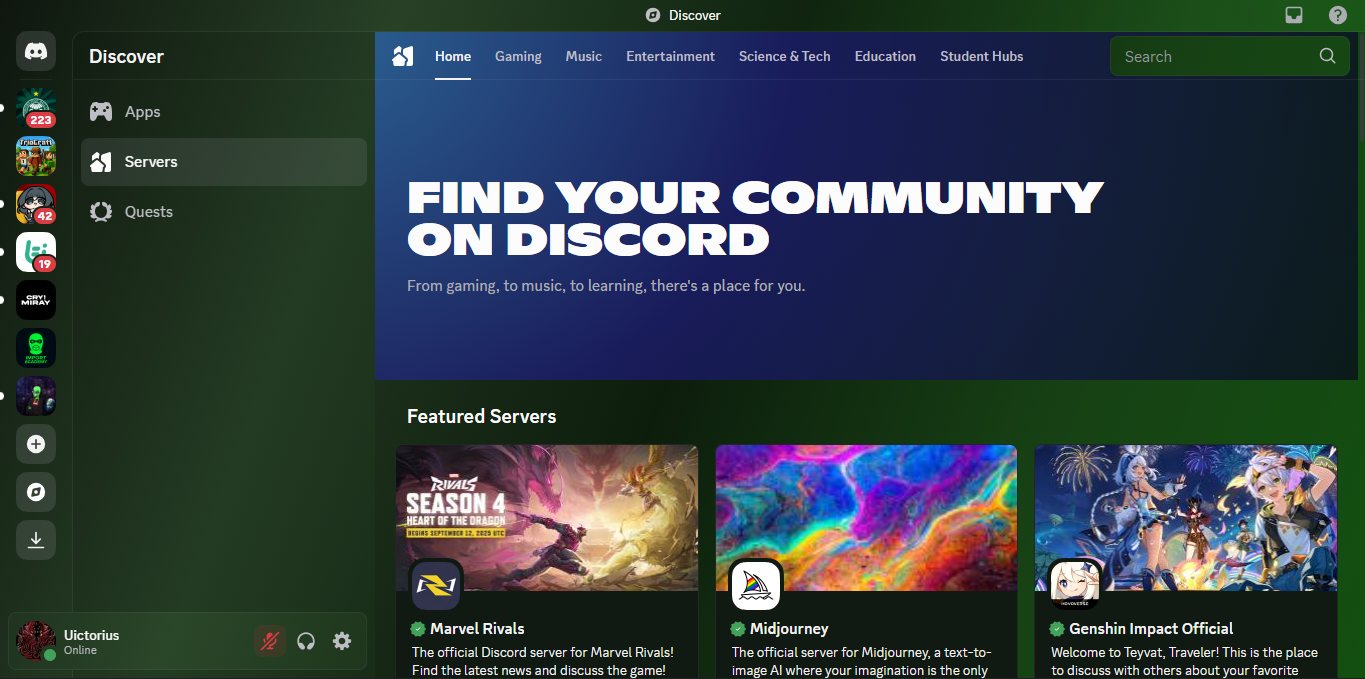 Discover
Discover
Apps
Servers
Quests
223
TrioCraft
42
19
CRY!
MIRAY
IMPORT
ACADEMY
Uictorius
Online
Home
Gaming
Music
Entertainment
Science & Tech
Education
Student Hubs
Search
FIND YOUR COMMUNITY
ON DISCORD
From gaming, to music, to learning, there's a place for you.
Featured Servers
MARVEL
RIVALS
SEASON 4
HEART OF THE DRAGON
BEGINS SEPTEMBER 12, 2025 UTC
Marvel Rivals
The official Discord server for Marvel Rivals!
Find the latest news and discuss the game!
Midjourney
The official server for Midjourney, a text-to-
image AI where your imagination is the only
HOYOVERSE
Genshin Impact Official
Welcome to Teyvat, Traveler! This is the place
to discuss with others about your favorite